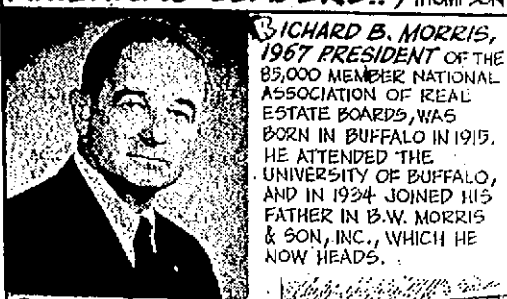 THOMPSON
RICHARD B. MORRIS,
1967 PRESIDENT OF THE
85,000 MEMBER NATIONAL
ASSOCIATION OF REAL
ESTATE BOARDS, WAS
BORN IN BUFFALO IN 1915.
HE ATTENDED THE
UNIVERSITY OF BUFFALO,
AND IN 1934 JOINED HIS
FATHER IN B.W. MORRIS
& SON, INC., WHICH HE
NOW HEADS.